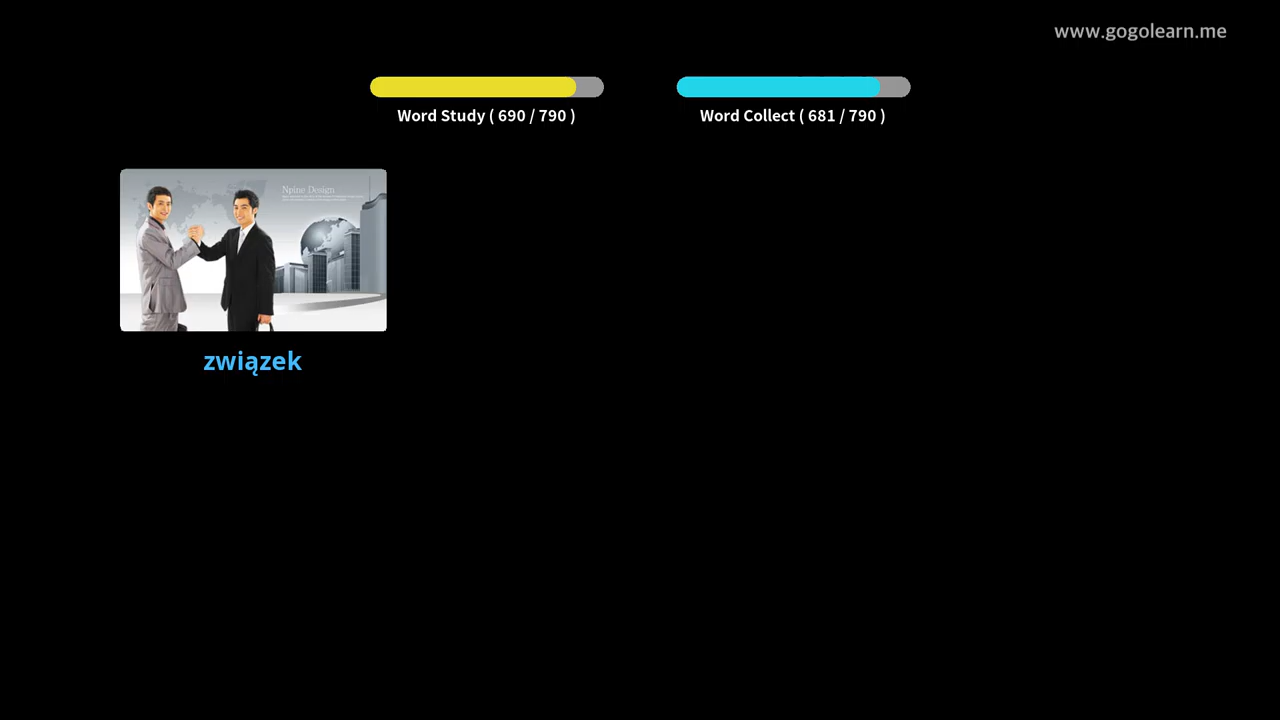 www.gogolearn.me
Word Study ( 690 / 790 )
Word Collect ( 681 / 790 )
Npine Design
związek